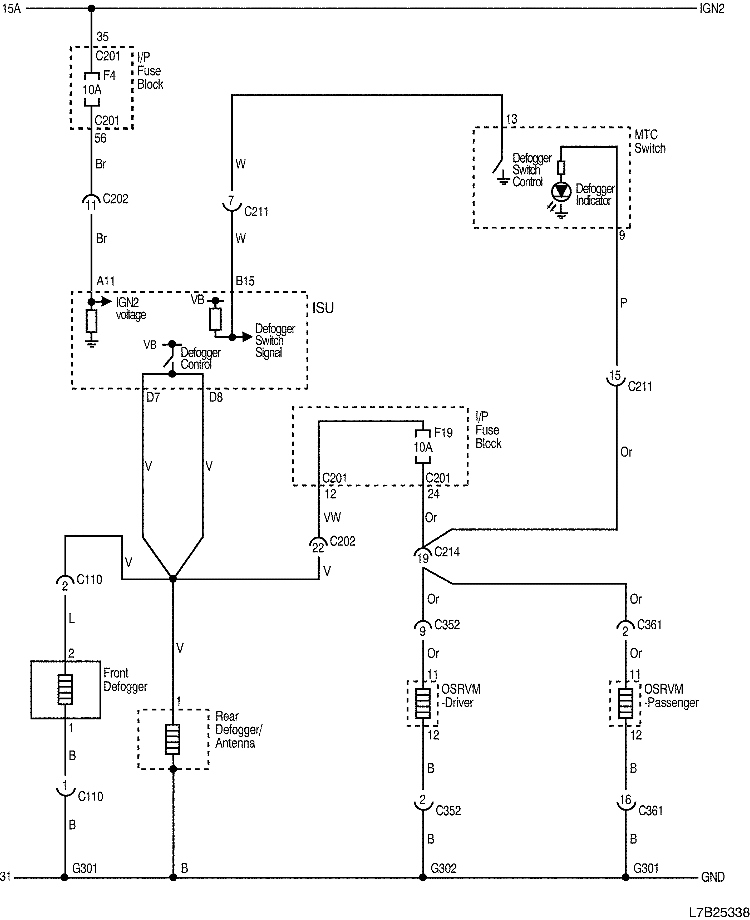 15A
IGN2
35
C201
F4
10A
C201
56
I/P
Fuse
Block
Br
11
C202
Br
A11
W
7
C211
W
B15
13
MTC
Switch
Defogger
Switch
Control
Defogger
Indicator
9
P
15
C211
Or
IGN2
voltage
VB
Defogger
Switch
Signal
ISU
VB
Defogger
Control
D7
D8
V
V
I/P
Fuse
Block
F19
10A
C201
12
C201
24
VW
22
C202
V
Or
19
C214
V
2
C110
L
2
Front
Defogger
1
B
1
C110
B
V
1
Rear
Defogger/
Antenna
Or
9
C352
Or
11
OSRVM
-Driver
12
B
2
C352
B
Or
2
C361
Or
11
OSRVM
-Passenger
12
B
16
C361
B
31
G301
B
G302
G301
GND
L7B25338